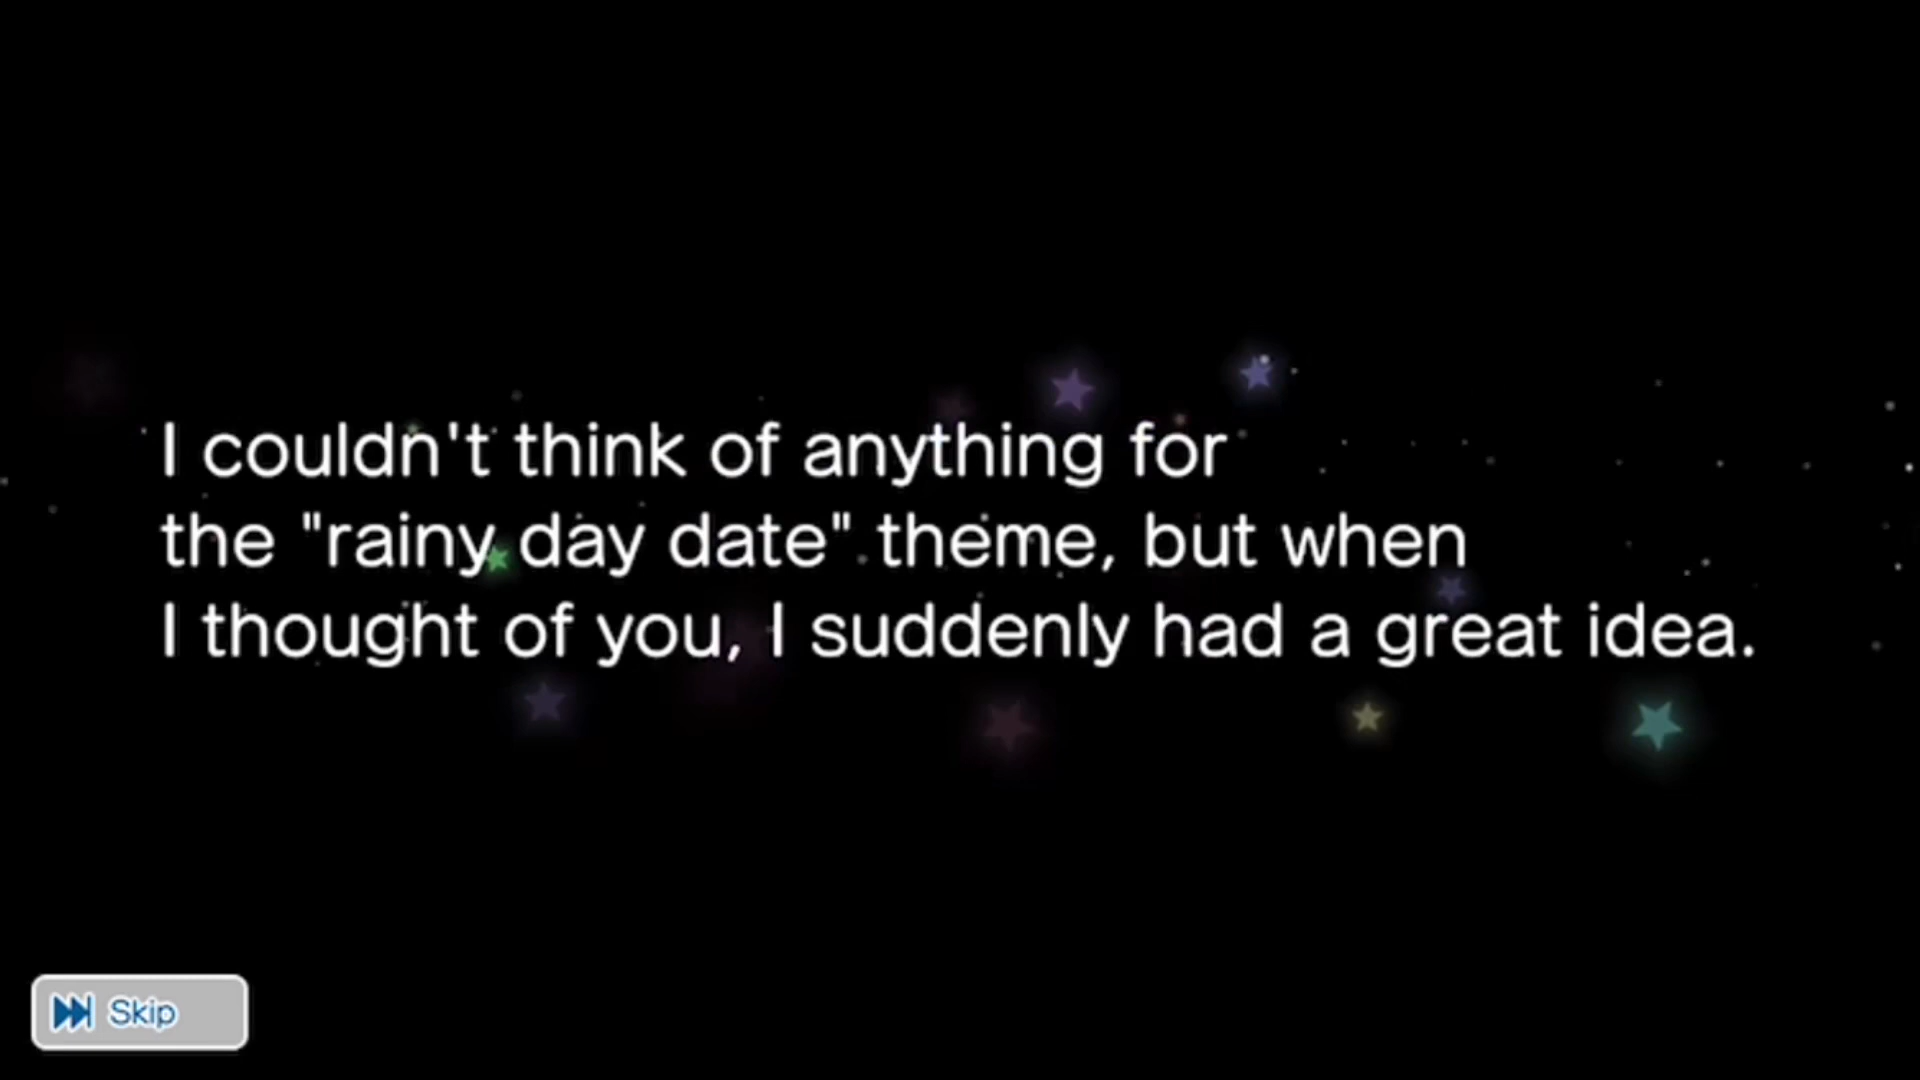 I couldn't think of anything for
the "rainy day date" theme, but when
I thought of you, I suddenly had a great idea.
Skip